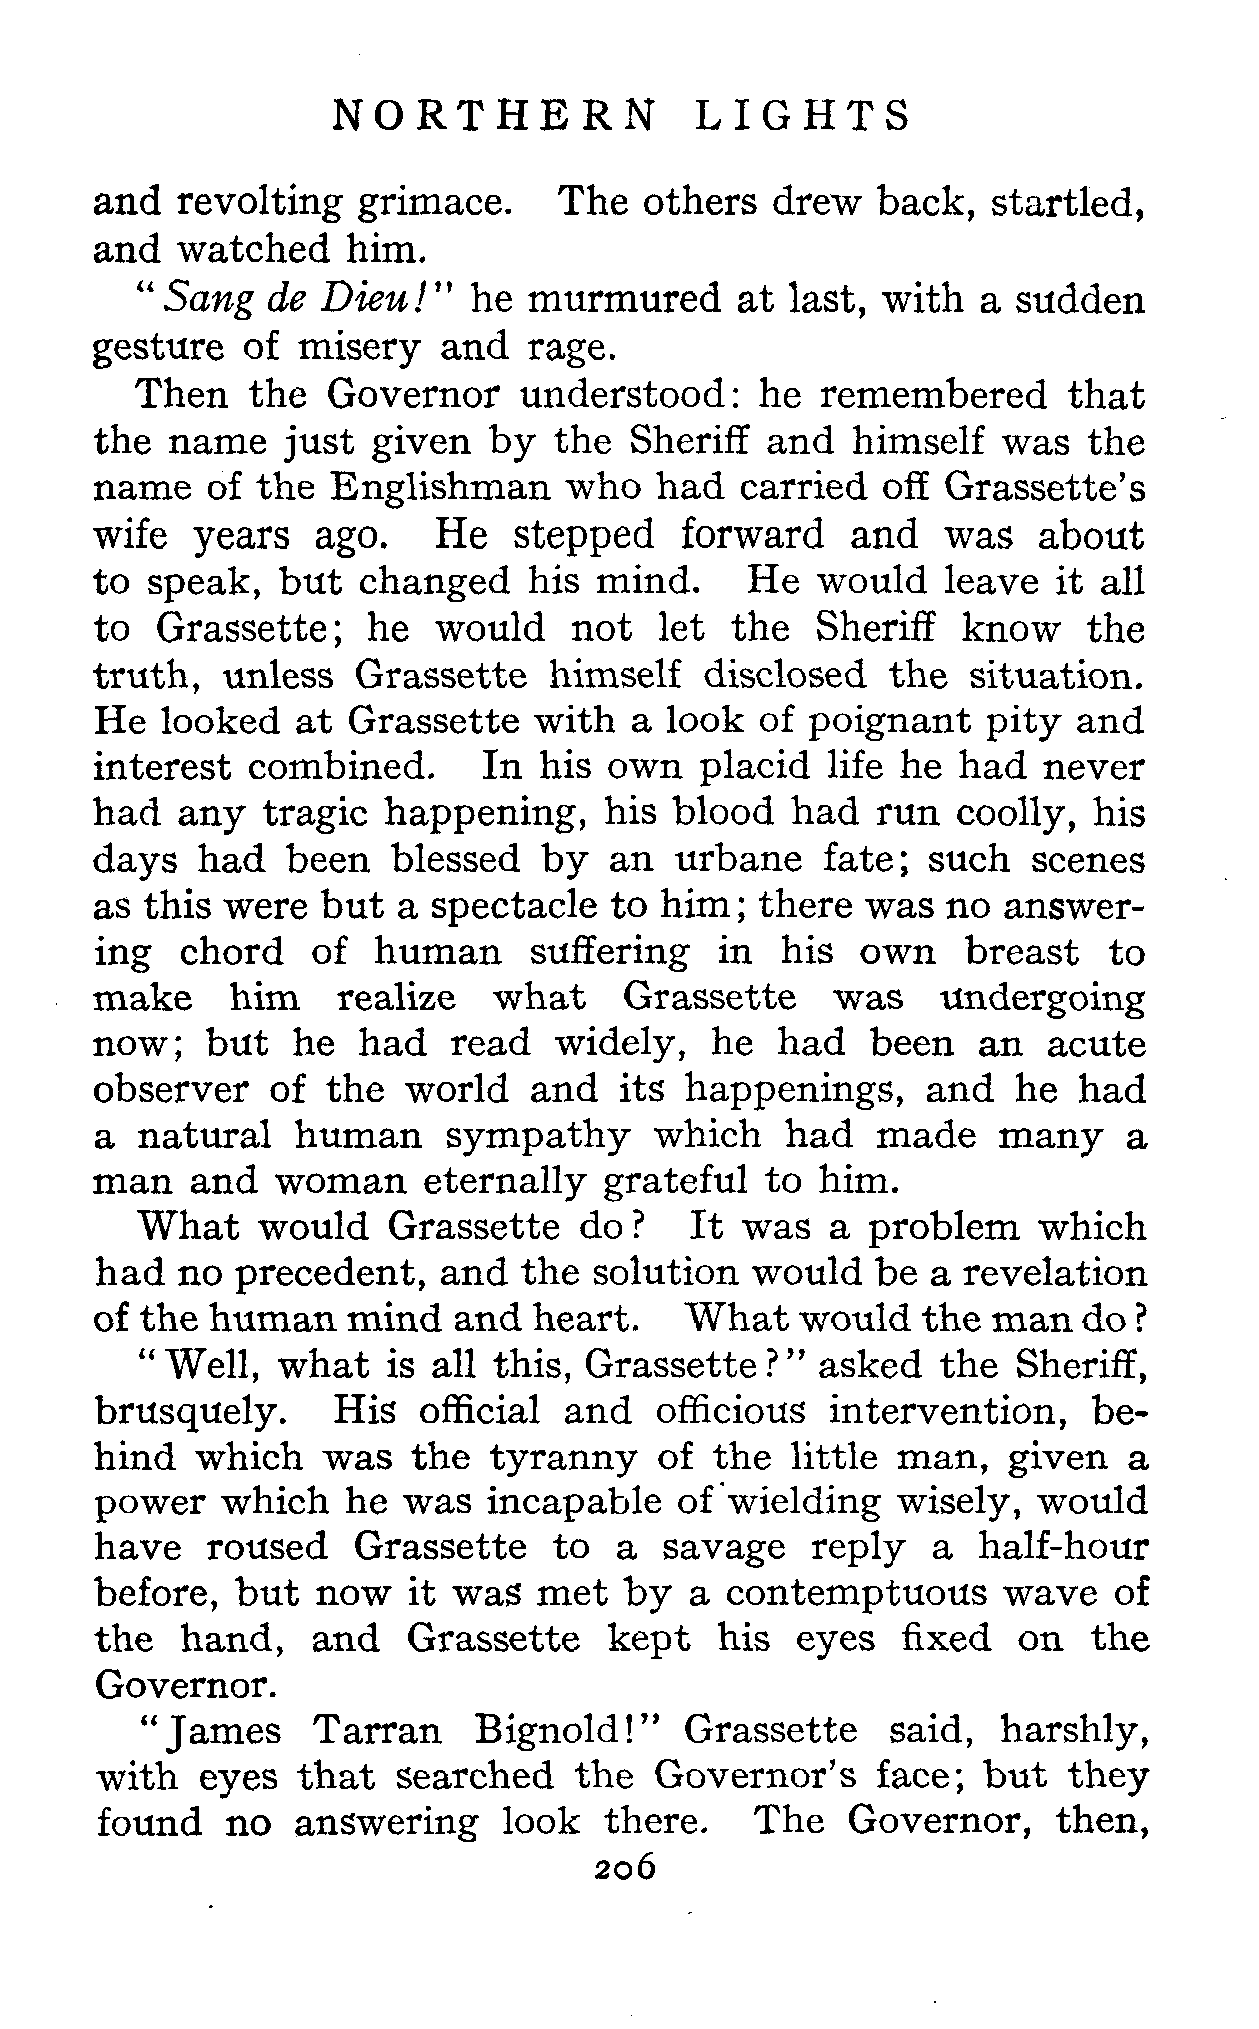 NORTHERN LIGHTS
and revolting grimace. The others drew back, startled,
and watched him.
"Sang de Dieu!" he murmured at last, with a sudden
gesture of misery and rage.
Then the Governor understood: he remembered that
the name just given by the Sheriff and himself was the
name of the Englishman who had carried off Grassette's
wife years ago. He stepped forward and was about
to speak, but changed his mind. He would leave it all
to Grassette; he would not let the Sheriff know the
truth, unless Grassette himself disclosed the situation.
He looked at Grassette with a look of poignant pity and
interest combined. In his own placid life he had never
had any tragic happening, his blood had run coolly, his
days had been blessed by an urbane fate; such scenes
as this were but a spectacle to him; there was no answer-
ing chord of human suffering in his own breast to
make him realize what Grassette was undergoing
now; but he had read widely, he had been an acute
observer of the world and its happenings, and he had
a natural human sympathy which had made many a
man and woman eternally grateful to him.
What would Grassette do? It was a problem which
had no precedent, and the solution would be a revelation
of the human mind and heart. What would the man do?
"Well, what is all this, Grassette?" asked the Sheriff,
brusquely. His official and officious intervention, be-
hind which was the tyranny of the little man, given a
power which he was incapable of wielding wisely, would
have roused Grassette to a savage reply a half-hour
before, but now it was met by a contemptuous wave of
the hand, and Grassette kept his eyes fixed on the
Governor.
"James Tarran Bignold!" Grassette said, harshly,
with eyes that searched the Governor's face; but they
found no answering look there. The Governor, then,
206